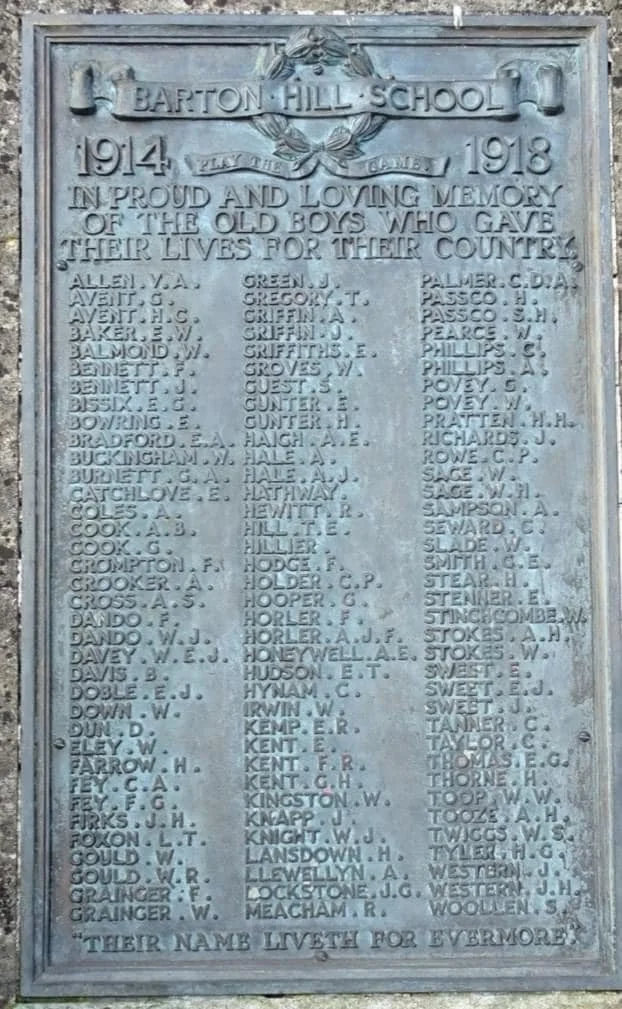 BARTON · HILL · SCHOOL
1914 PLAY THE GAME. 1918
IN PROUD AND LOVING MEMORY
OF THE OLD BOYS WHO GAVE
THEIR LIVES FOR THEIR COUNTRY.
ALLEN . V. A.
AVENT . G.
AVENT . H. C.
BAKER . E. W.
BALMOND . W.
BENNETT . F.
BENNETT . J.
BISSIX . E. G.
BOWRING . E.
BRADFORD . E. A.
BUCKINGHAM . W.
BURNETT . G. A.
CATCHLOVE . E.
COLES . A.
COOK . A. B.
COOK . G.
CROMPTON . F.
CROOKER . A.
CROSS . A. S.
DANDO . F.
DANDO . W. J.
DAVEY . W. E. J.
DAVIS . B.
DOBLE . E. J.
DOWN . W.
DUN . D.
ELEY . W.
FARROW . H.
FEY . C. A.
FEY . F. G.
FIRKS . J. H.
FOXON . L. T.
GOULD . W.
GOULD . W. R.
GRAINGER . F.
GRAINGER . W.
GREEN . J.
GREGORY . T.
GRIFFIN . A.
GRIFFIN . J.
GRIFFITHS . E.
GROVES . W.
GUEST . S.
GUNTER . E.
GUNTER . H.
HAIGH . A. E.
HALE . A.
HALE . A. J.
HATHWAY.
HEWITT . R.
HILL . T. E.
HILLIER .
HODGE . F.
HOLDER . C. P.
HOOPER . G.
HORLER . F.
HORLER . A. J. F.
HONEYWELL . A. E.
HUDSON . E. T.
HYNAM . C.
IRWIN . W.
KEMP . E. R.
KENT . E.
KENT . F. R.
KENT . G. H.
KINGSTON . W.
KNAPP . J.
KNIGHT . W. J.
LANSDOWN . H.
LLEWELLYN . A.
LOCKSTONE . J. G.
MEACHAM . R.
PALMER . C. D. A.
PASSCO . H.
PASSCO . S. H.
PEARCE . W.
PHILLIPS . C.
PHILLIPS . A.
POVEY . G.
POVEY . W.
PRATTEN . H. H.
RICHARDS . J.
ROWE . C. P.
SAGE . W.
SAGE . W. H.
SAMPSON . A.
SEWARD . C.
SLADE . W.
SMITH . G. E.
STEAR . H.
STENNER . E.
STINCHCOMBE . W.
STOKES . A. H.
STOKES . W.
SWEET . E.
SWEET . E. J.
SWEET . J.
TANNER . C.
TAYLOR . C.
THOMAS . E. G.
THORNE . H.
TOOP . W. W.
TOOZE . A. H.
TWIGGS . W. S.
TYLER . H. G.
WESTERN . J.
WESTERN . J. H.
WOOLLEN . S.
"THEIR NAME LIVETH FOR EVERMORE".